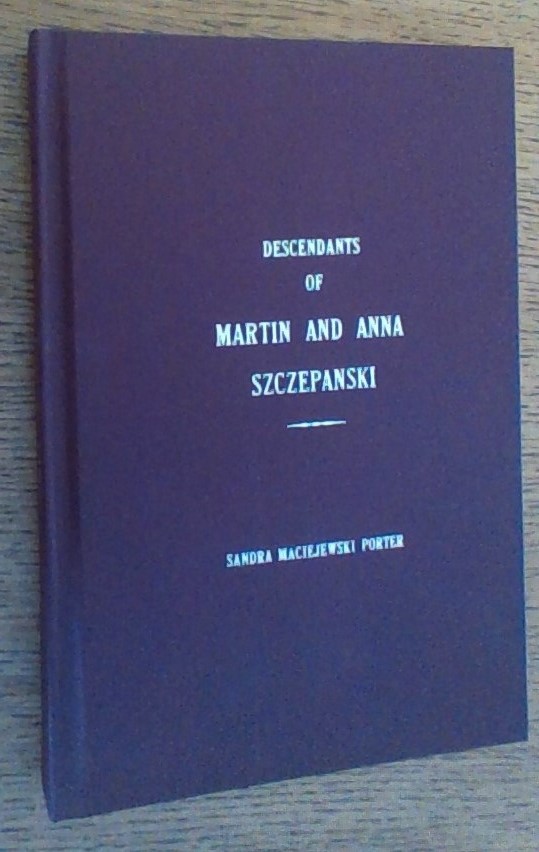 DESCENDANTS
OF
MARTIN AND ANNA
SZCZEPANSKI
SANDRA MACIEJEWSKI PORTER